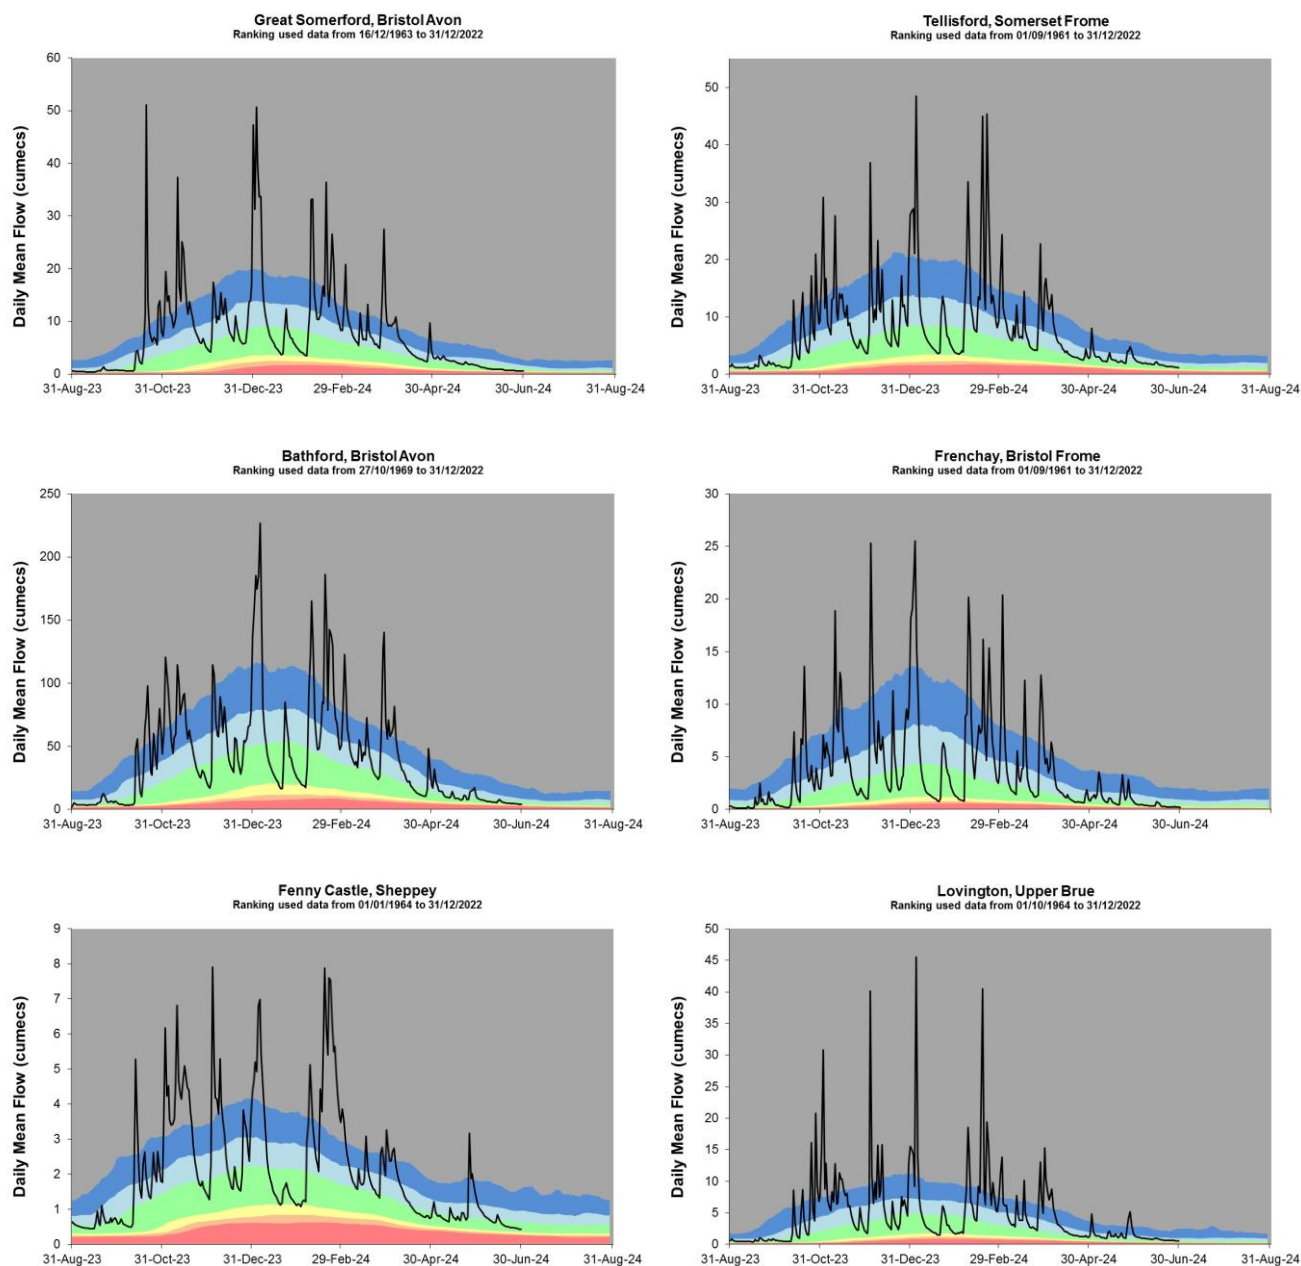 Great Somerford, Bristol Avon
Ranking used data from 16/12/1963 to 31/12/2022
Daily Mean Flow (cumecs)
60
50
40
30
20
10
0
31-Aug-23 31-Oct-23 31-Dec-23 29-Feb-24 30-Apr-24 30-Jun-24 31-Aug-24
Tellisford, Somerset Frome
Ranking used data from 01/09/1961 to 31/12/2022
Daily Mean Flow (cumecs)
50
40
30
20
10
0
31-Aug-23 31-Oct-23 31-Dec-23 29-Feb-24 30-Apr-24 30-Jun-24 31-Aug-24
Bathford, Bristol Avon
Ranking used data from 27/10/1969 to 31/12/2022
Daily Mean Flow (cumecs)
250
200
150
100
50
0
31-Aug-23 31-Oct-23 31-Dec-23 29-Feb-24 30-Apr-24 30-Jun-24 31-Aug-24
Frenchay, Bristol Frome
Ranking used data from 01/09/1961 to 31/12/2022
Daily Mean Flow (cumecs)
30
25
20
15
10
5
0
31-Aug-23 31-Oct-23 31-Dec-23 29-Feb-24 30-Apr-24 30-Jun-24
Fenny Castle, Sheppey
Ranking used data from 01/01/1964 to 31/12/2022
Daily Mean Flow (cumecs)
9
8
7
6
5
4
3
2
1
0
31-Aug-23 31-Oct-23 31-Dec-23 29-Feb-24 30-Apr-24 30-Jun-24 31-Aug-24
Lovington, Upper Brue
Ranking used data from 01/10/1964 to 31/12/2022
Daily Mean Flow (cumecs)
50
45
40
35
30
25
20
15
10
5
0
31-Aug-23 31-Oct-23 31-Dec-23 29-Feb-24 30-Apr-24 30-Jun-24 31-Aug-24